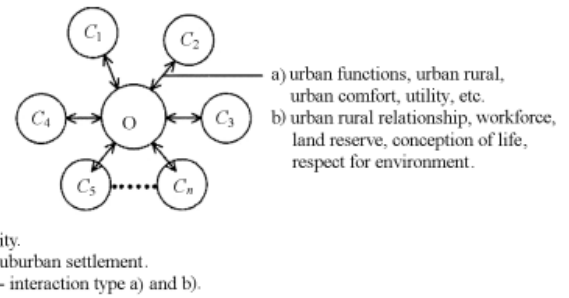 C1
C2
a) urban functions, urban rural,
urban comfort, utility, etc.
C4
O
C3
b) urban rural relationship, workforce,
land reserve, conception of life,
respect for environment.
C5
Cn
ity.
uburban settlement.
- interaction type a) and b).